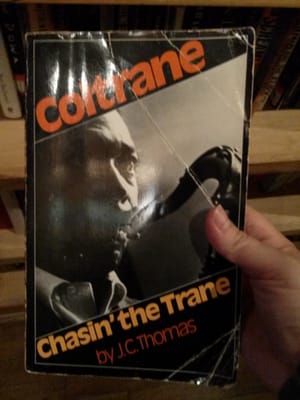 coltrane
Chasin' the Trane
by J.C. Thomas